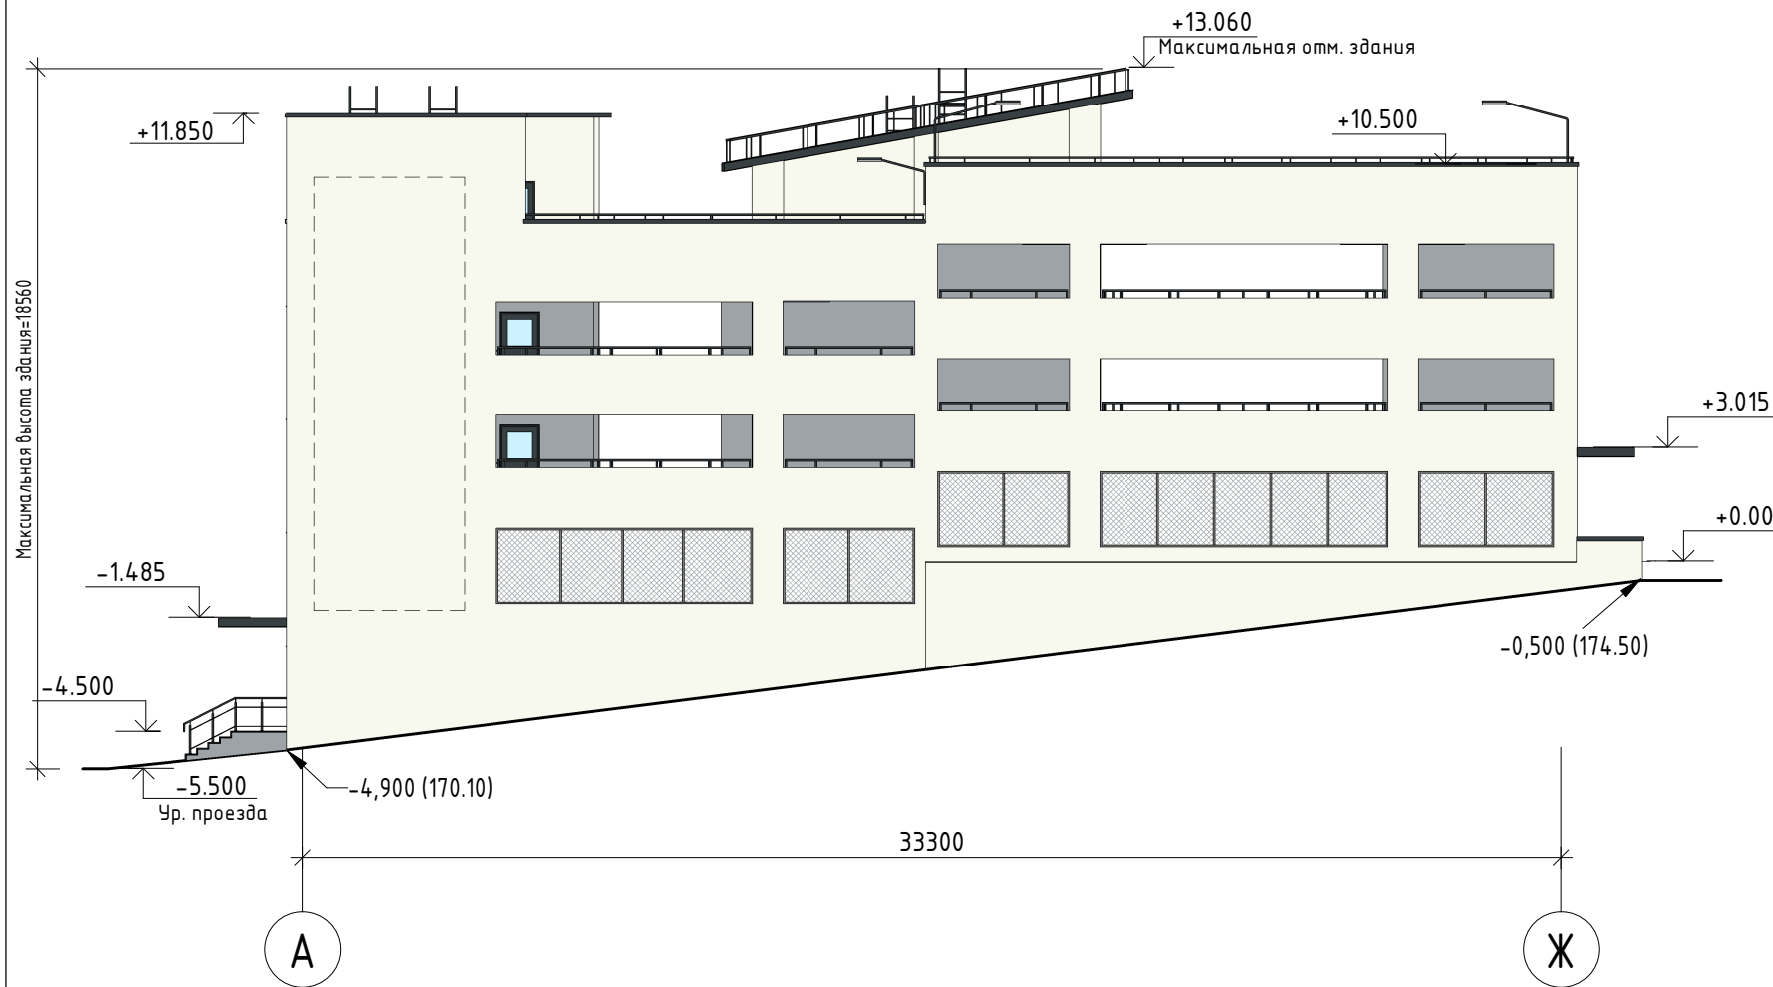 +13.060
Максимальная отм. здания
+11.850
+10.500
Максимальная высота здания=18560
+3.015
+0.00
-1.485
-0,500 (174.50)
-4.500
-5.500
Ур. проезда
-4,900 (170.10)
33300
А
Ж